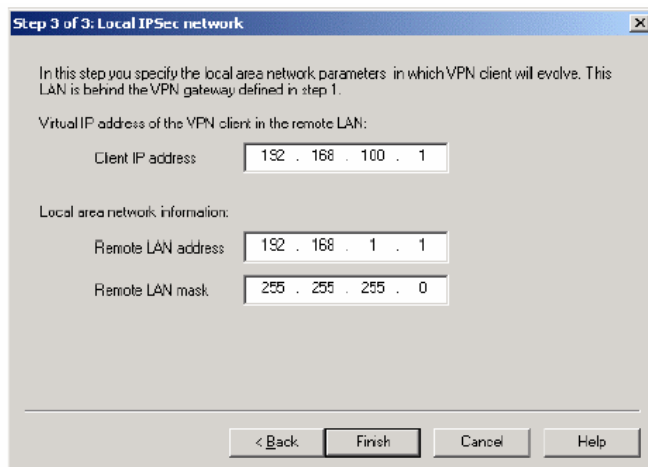 Step 3 of 3: Local IPSec network
In this step you specify the local area network parameters in which VPN client will evolve. This
LAN is behind the VPN gateway defined in step 1.
Virtual IP address of the VPN client in the remote LAN:
Client IP address 192 . 168 . 100 . 1
Local area network information:
Remote LAN address 192 . 168 . 1 . 1
Remote LAN mask 255 . 255 . 255 . 0
< Back Finish Cancel Help